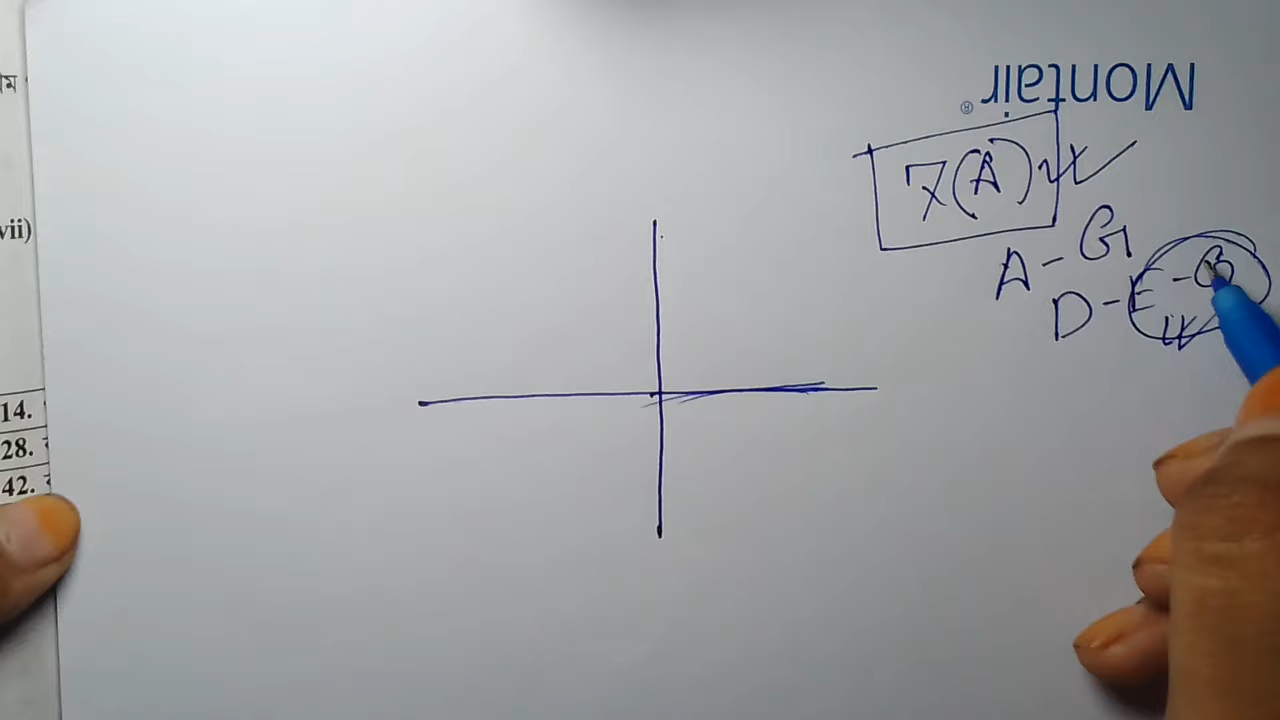 Montair®
7(A)
vii)
A - G
D - E - B
14.
28.
42.